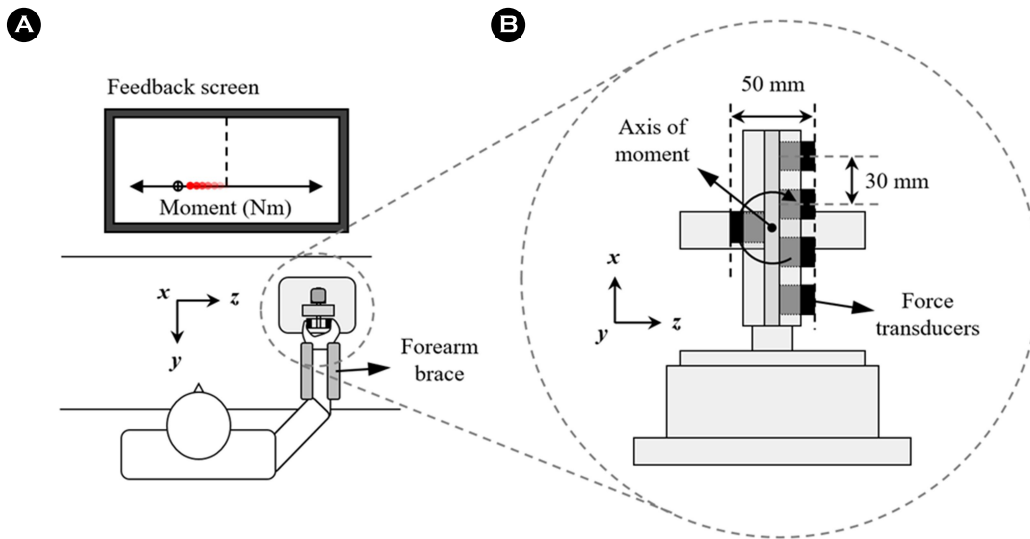 A
Feedback screen
Moment (Nm)
x
z
y
Forearm
brace
B
50 mm
Axis of
moment
30 mm
x
y
z
Force
transducers